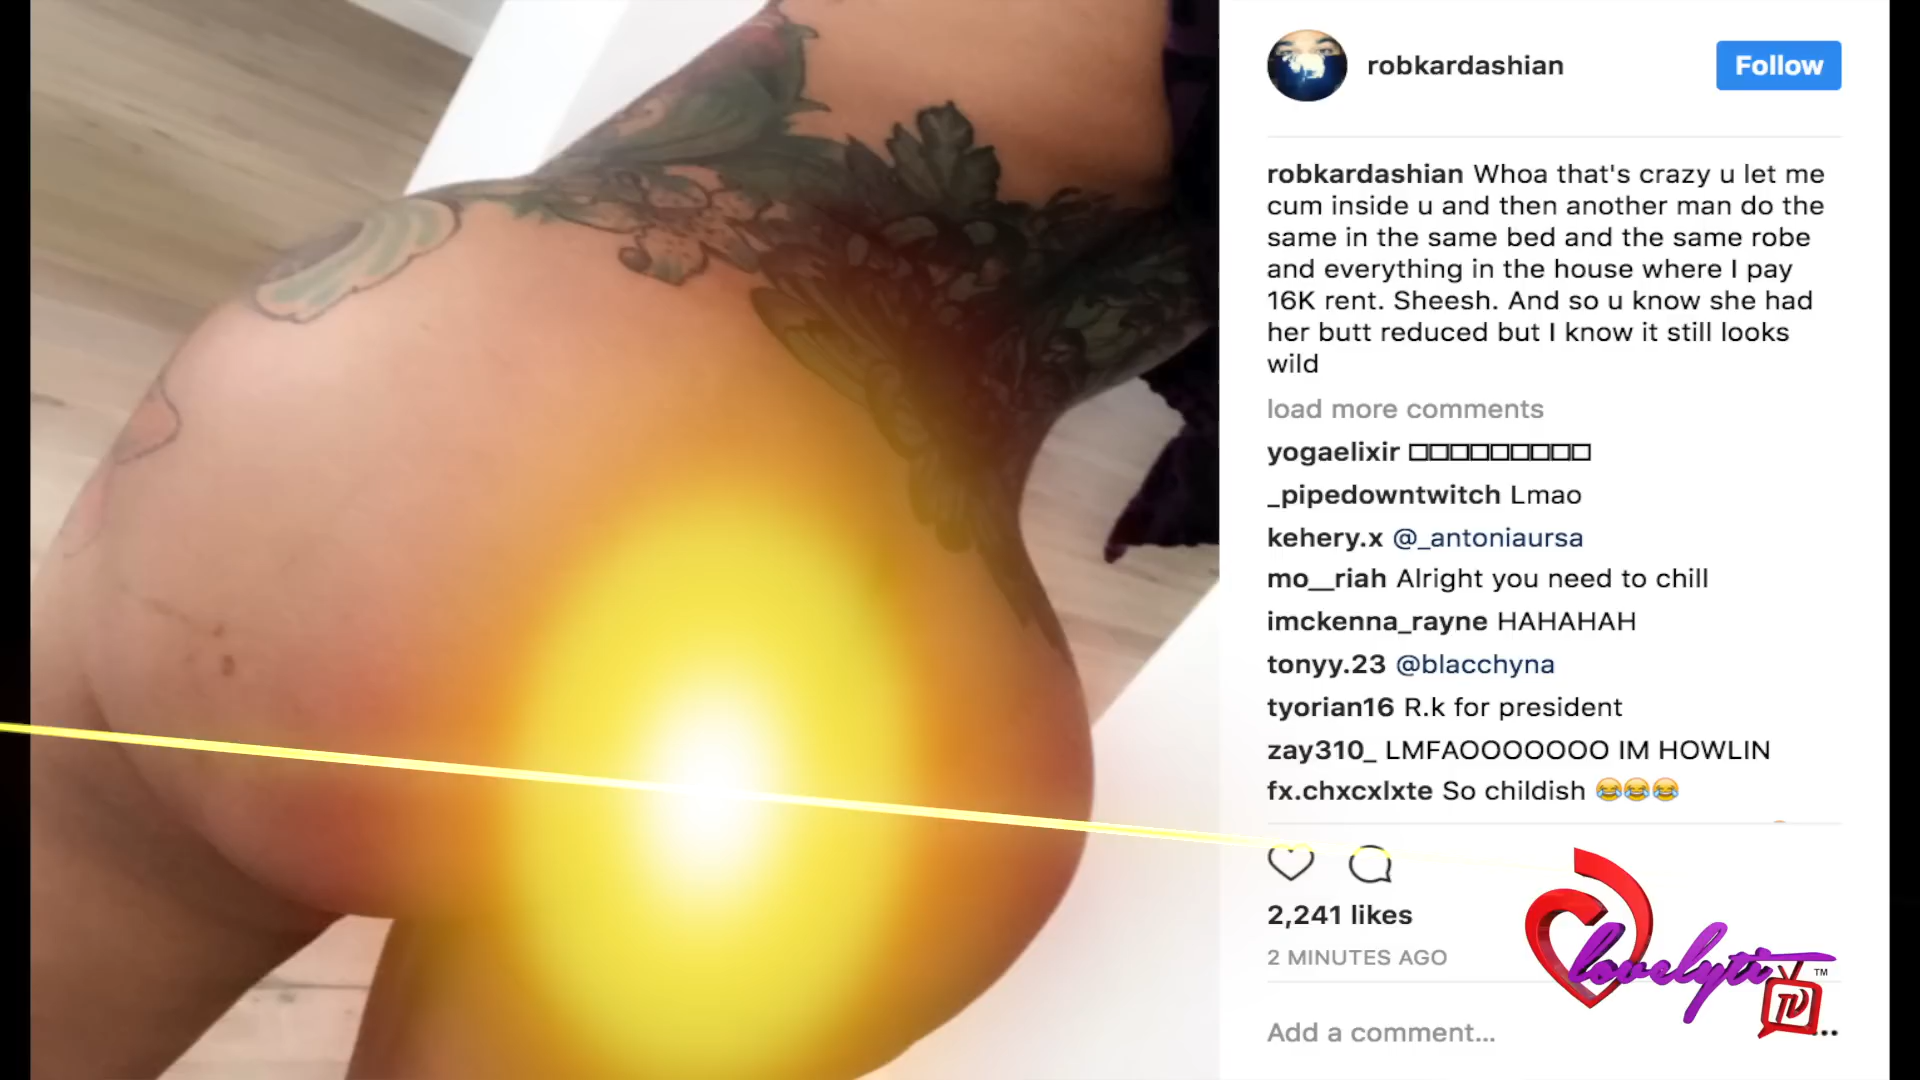 robkardashian
Follow
robkardashian Whoa that's crazy u let me
cum inside u and then another man do the
same in the same bed and the same robe
and everything in the house where I pay
16K rent. Sheesh. And so u know she had
her butt reduced but I know it still looks
wild
load more comments
yogaelixir □□□□□□□□□
_pipedowntwitch Lmao
kehery.x @_antoniaursa
mo__riah Alright you need to chill
imckenna_rayne HAHAHAH
tonyy.23 @blacchyna
tyorian16 R.k for president
zay310_ LMFAOOOOOOO IM HOWLIN
fx.chxcxlxte So childish 😂😂😂
2,241 likes
2 MINUTES AGO
lovelyti ™
TV
Add a comment...